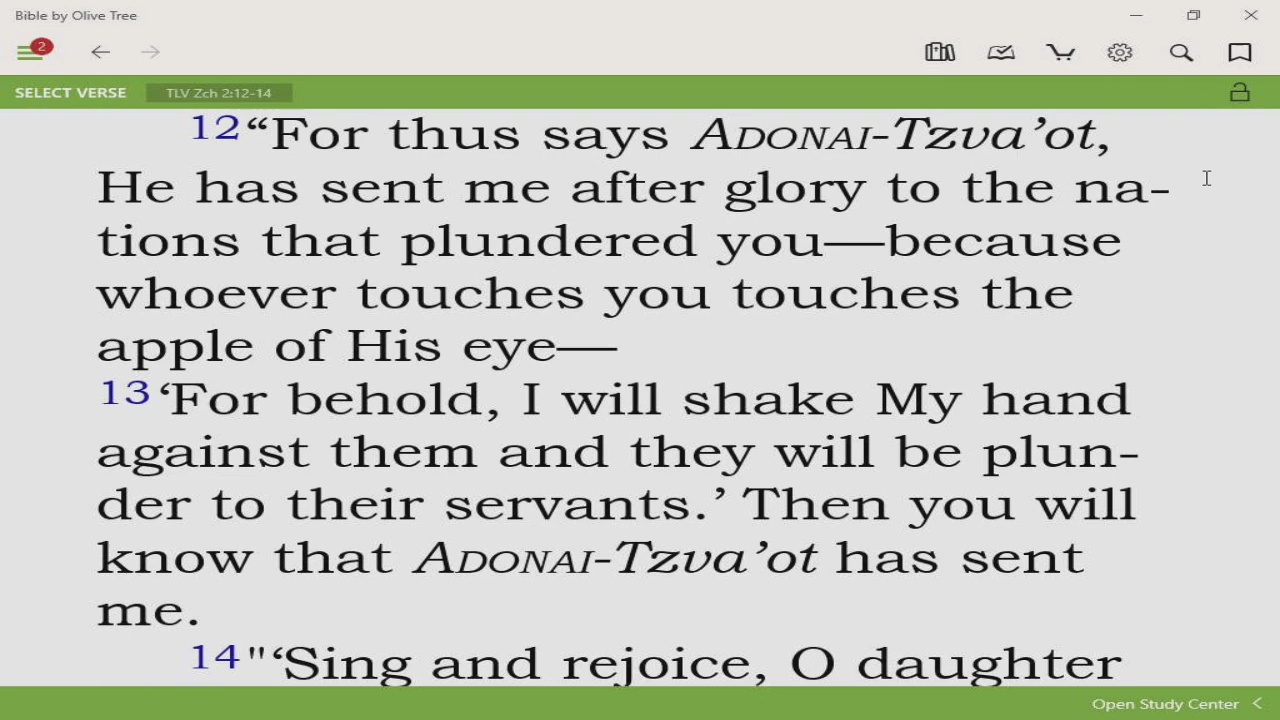 Bible by Olive Tree
2
SELECT VERSE TLV Zch 2:12-14
12 “For thus says ADONAI-Tzva’ot,
He has sent me after glory to the na-
tions that plundered you—because
whoever touches you touches the
apple of His eye—
13 ‘For behold, I will shake My hand
against them and they will be plun-
der to their servants.’ Then you will
know that ADONAI-Tzva’ot has sent
me.
14 "‘Sing and rejoice, O daughter
Open Study Center